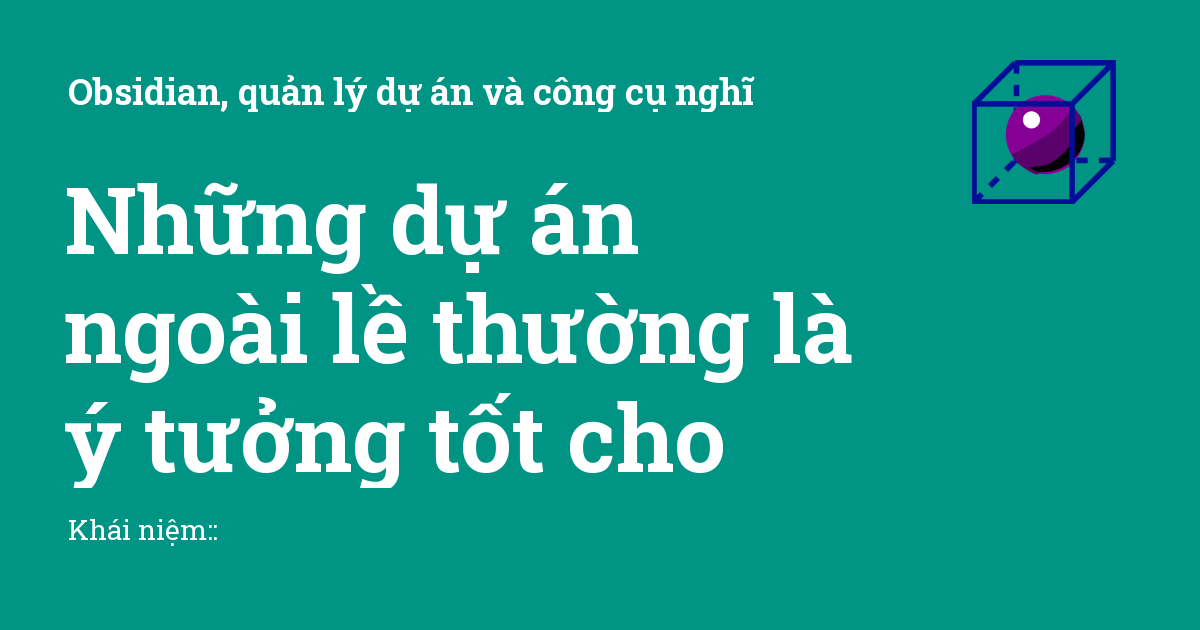 Obsidian, quản lý dự án và công cụ nghĩ
Những dự án
ngoài lề thường là
ý tưởng tốt cho
Khái niệm::